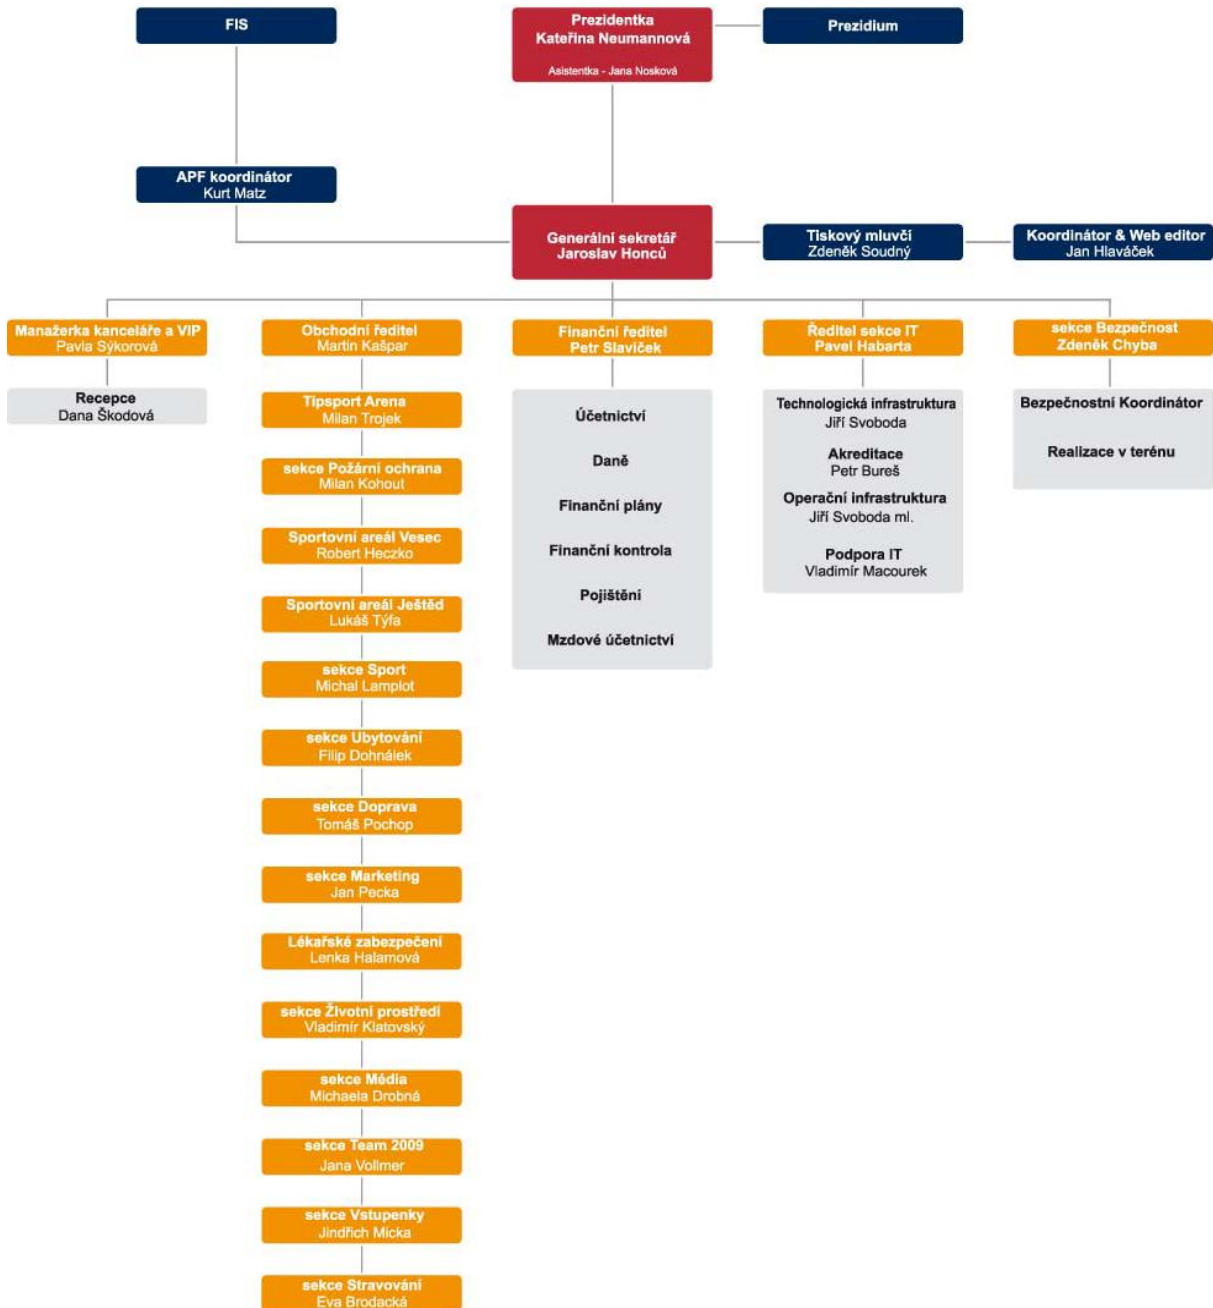 FIS
Prezidentka
Kateřina Neumannová
Asistentka - Jana Nosková
Prezidium
APF koordinátor
Kurt Matz
Generální sekretář
Jaroslav Honců
Tiskový mluvčí
Zdeněk Soudný
Koordinátor & Web editor
Jan Hlaváček
Manažerka kanceláře a VIP
Pavla Sýkorová
Recepce
Dana Škodová
Obchodní ředitel
Martin Kašpar
Tipsport Arena
Milan Trojek
sekce Požární ochrana
Milan Kohout
Sportovní areál Vesec
Robert Heczko
Sportovní areál Ještěd
Lukáš Týfa
sekce Sport
Michal Lamplot
sekce Ubytování
Filip Dohnálek
sekce Doprava
Tomáš Pochop
sekce Marketing
Jan Pecka
Lékařské zabezpečení
Lenka Halamová
sekce Životní prostředí
Vladimír Klatovský
sekce Média
Michaela Drobná
sekce Team 2009
Jana Vollmer
sekce Vstupenky
Jindřich Micka
sekce Stravování
Eva Brodacká
Finanční ředitel
Petr Slavíček
Účetnictví
Daně
Finanční plány
Finanční kontrola
Pojištění
Mzdové účetnictví
Ředitel sekce IT
Pavel Habarta
Technologická infrastruktura
Jiří Svoboda
Akreditace
Petr Bureš
Operační infrastruktura
Jiří Svoboda ml.
Podpora IT
Vladimír Macourek
sekce Bezpečnost
Zdeněk Chyba
Bezpečnostní Koordinátor
Realizace v terénu